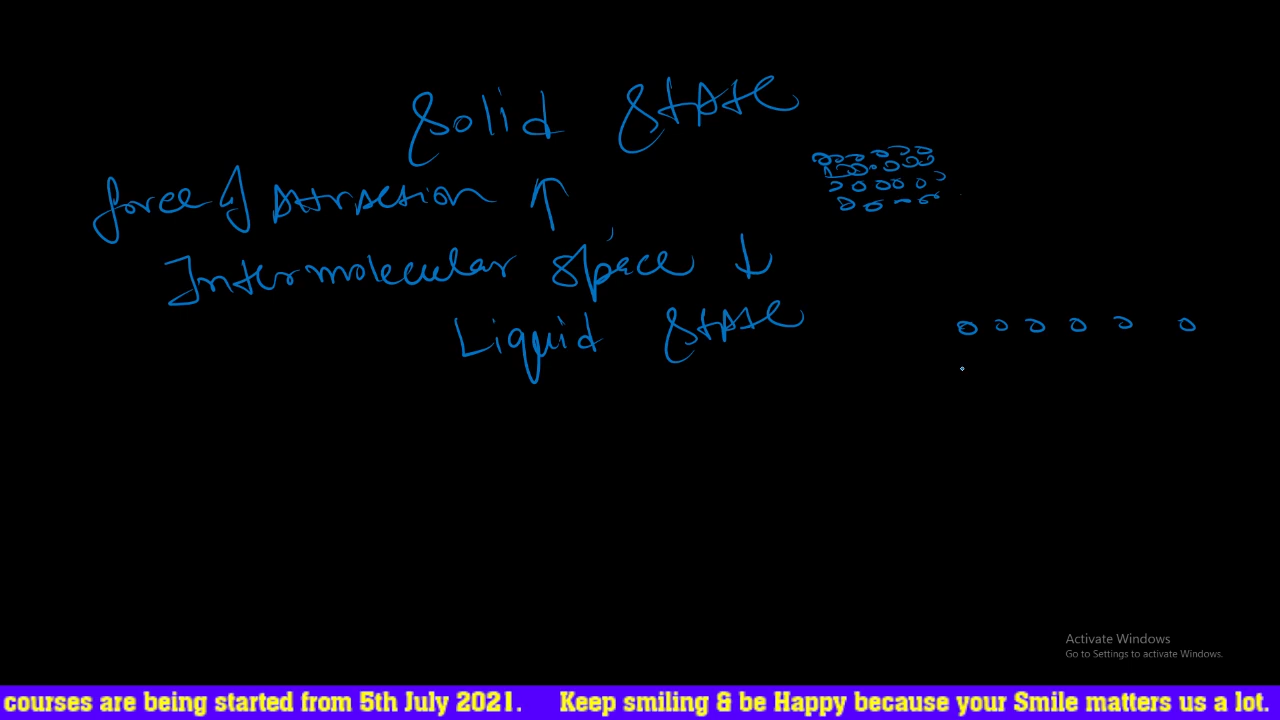 Solid State
force of Attraction ↑
Intermolecular space ↓
Liquid State
Activate Windows
Go to Settings to activate Windows.
courses are being started from 5th July 2021. Keep smiling & be Happy because your Smile matters us a lot.